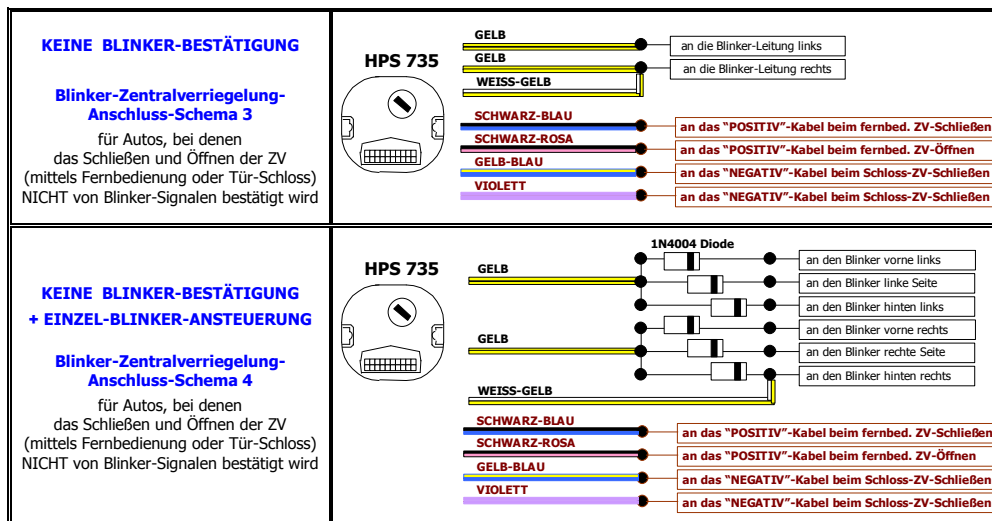 KEINE BLINKER-BESTÄTIGUNG
Blinker-Zentralverriegelung-
Anschluss-Schema 3
für Autos, bei denen
das Schließen und Öffnen der ZV
(mittels Fernbedienung oder Tür-Schloss)
NICHT von Blinker-Signalen bestätigt wird
HPS 735
GELB
an die Blinker-Leitung links
GELB
an die Blinker-Leitung rechts
WEISS-GELB
SCHWARZ-BLAU
an das "POSITIV"-Kabel beim fernbed. ZV-Schließen
SCHWARZ-ROSA
an das "POSITIV"-Kabel beim fernbed. ZV-Öffnen
GELB-BLAU
an das "NEGATIV"-Kabel beim Schloss-ZV-Schließen
VIOLETT
an das "NEGATIV"-Kabel beim Schloss-ZV-Schließen
KEINE BLINKER-BESTÄTIGUNG
+ EINZEL-BLINKER-ANSTEUERUNG
Blinker-Zentralverriegelung-
Anschluss-Schema 4
für Autos, bei denen
das Schließen und Öffnen der ZV
(mittels Fernbedienung oder Tür-Schloss)
NICHT von Blinker-Signalen bestätigt wird
HPS 735
1N4004 Diode
GELB
an den Blinker vorne links
an den Blinker linke Seite
an den Blinker hinten links
GELB
an den Blinker vorne rechts
an den Blinker rechte Seite
an den Blinker hinten rechts
WEISS-GELB
SCHWARZ-BLAU
an das "POSITIV"-Kabel beim fernbed. ZV-Schließen
SCHWARZ-ROSA
an das "POSITIV"-Kabel beim fernbed. ZV-Öffnen
GELB-BLAU
an das "NEGATIV"-Kabel beim Schloss-ZV-Schließen
VIOLETT
an das "NEGATIV"-Kabel beim Schloss-ZV-Schließen